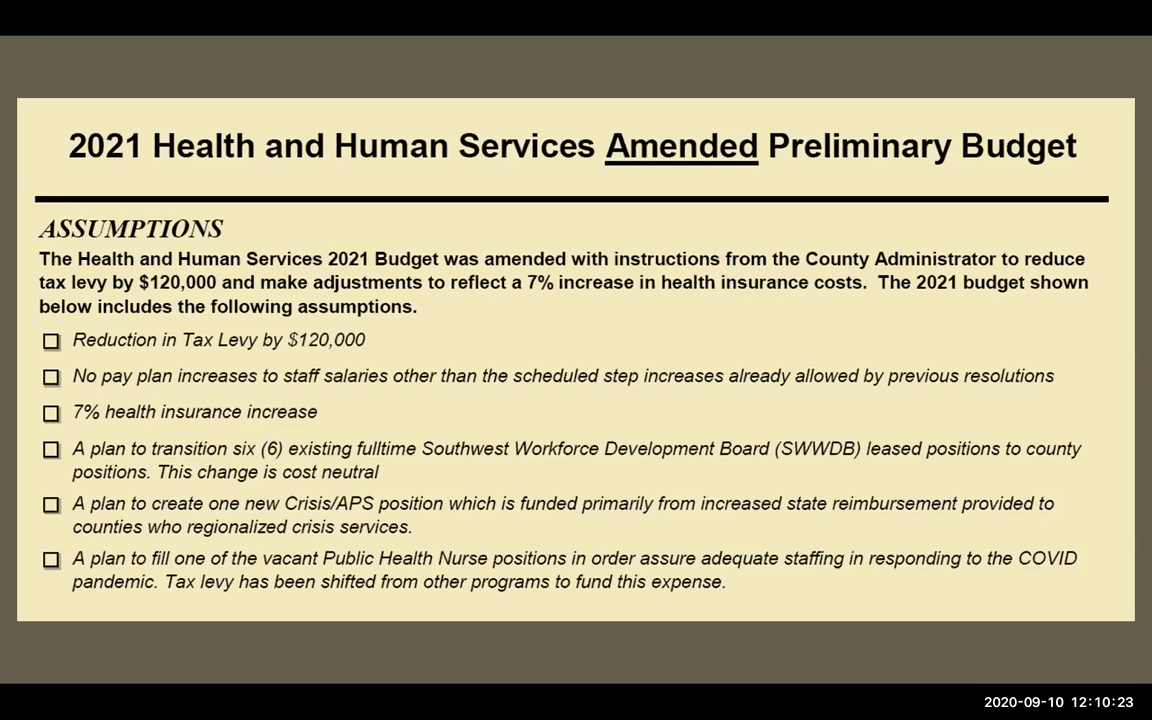 2021 Health and Human Services Amended Preliminary Budget
ASSUMPTIONS
The Health and Human Services 2021 Budget was amended with instructions from the County Administrator to reduce
tax levy by $120,000 and make adjustments to reflect a 7% increase in health insurance costs.  The 2021 budget shown
below includes the following assumptions.
Reduction in Tax Levy by $120,000
No pay plan increases to staff salaries other than the scheduled step increases already allowed by previous resolutions
7% health insurance increase
A plan to transition six (6) existing fulltime Southwest Workforce Development Board (SWWDB) leased positions to county
positions. This change is cost neutral
A plan to create one new Crisis/APS position which is funded primarily from increased state reimbursement provided to
counties who regionalized crisis services.
A plan to fill one of the vacant Public Health Nurse positions in order assure adequate staffing in responding to the COVID
pandemic. Tax levy has been shifted from other programs to fund this expense.
2020-09-10 12:10:23